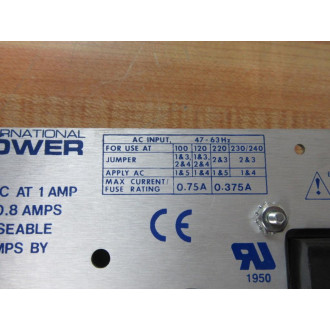 ERNATIONAL
POWER
C AT 1 AMP
0.8 AMPS
SEABLE
MPS BY
AC INPUT, 47-63Hz
FOR USE AT 100 120 220 230/240
JUMPER 1&3, 2&4 1&3, 2&4 2&3 2&3
APPLY AC 1&5 1&4 1&5 1&4
MAX CURRENT/ FUSE RATING 0.75A 0.375A
CE
RU
1950